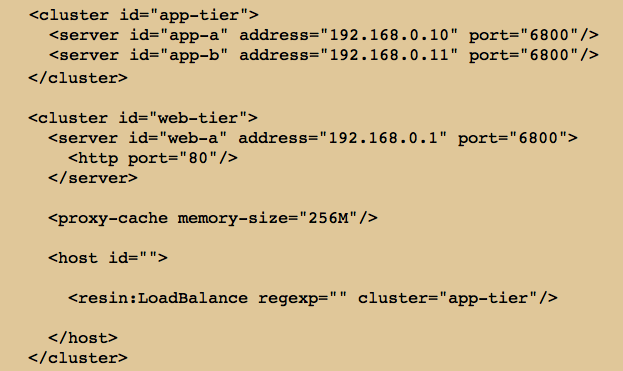 <cluster id="app-tier">
<server id="app-a" address="192.168.0.10" port="6800"/>
<server id="app-b" address="192.168.0.11" port="6800"/>
</cluster>
<cluster id="web-tier">
<server id="web-a" address="192.168.0.1" port="6800">
<http port="80"/>
</server>
<proxy-cache memory-size="256M"/>
<host id="">
<resin:LoadBalance regexp="" cluster="app-tier"/>
</host>
</cluster>